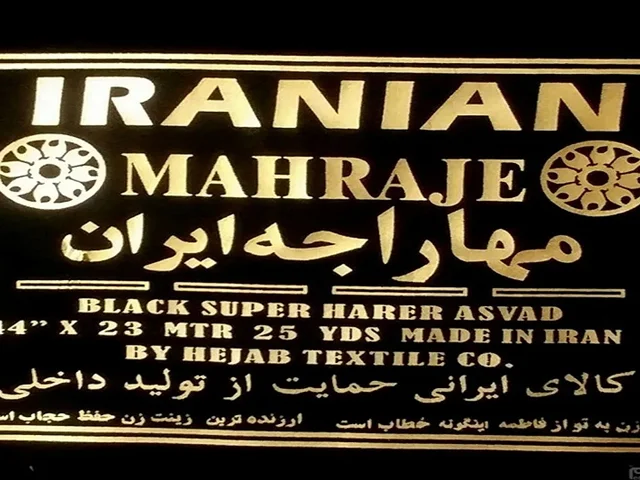 IRANIAN
MAHRAJE
مهاراجه ایران
BLACK SUPER HARER ASVAD
44” X 23 MTR 25 YDS MADE IN IRAN
BY HEJAB TEXTILE CO.
کالای ایرانی حمایت از تولید داخلی
زن به تو از فاطمه اینگونه خطاب است ارزنده ترین زینت زن حفظ حجاب است